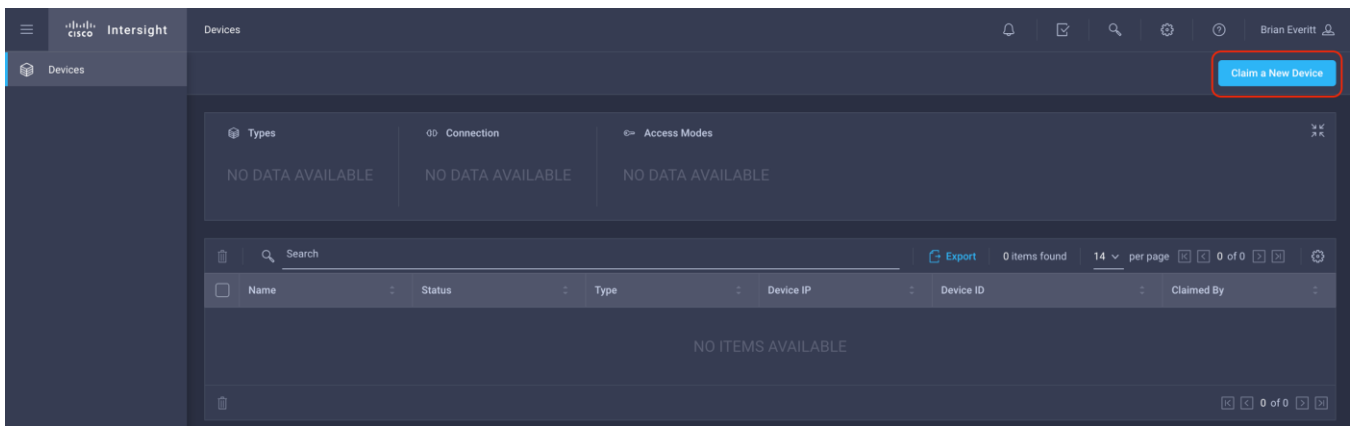 cisco Intersight Devices Brian Everitt
Devices
Claim a New Device
Types Connection Access Modes
NO DATA AVAILABLE NO DATA AVAILABLE NO DATA AVAILABLE
Search Export 0 items found 14 per page 0 of 0
Name Status Type Device IP Device ID Claimed By
NO ITEMS AVAILABLE
0 of 0